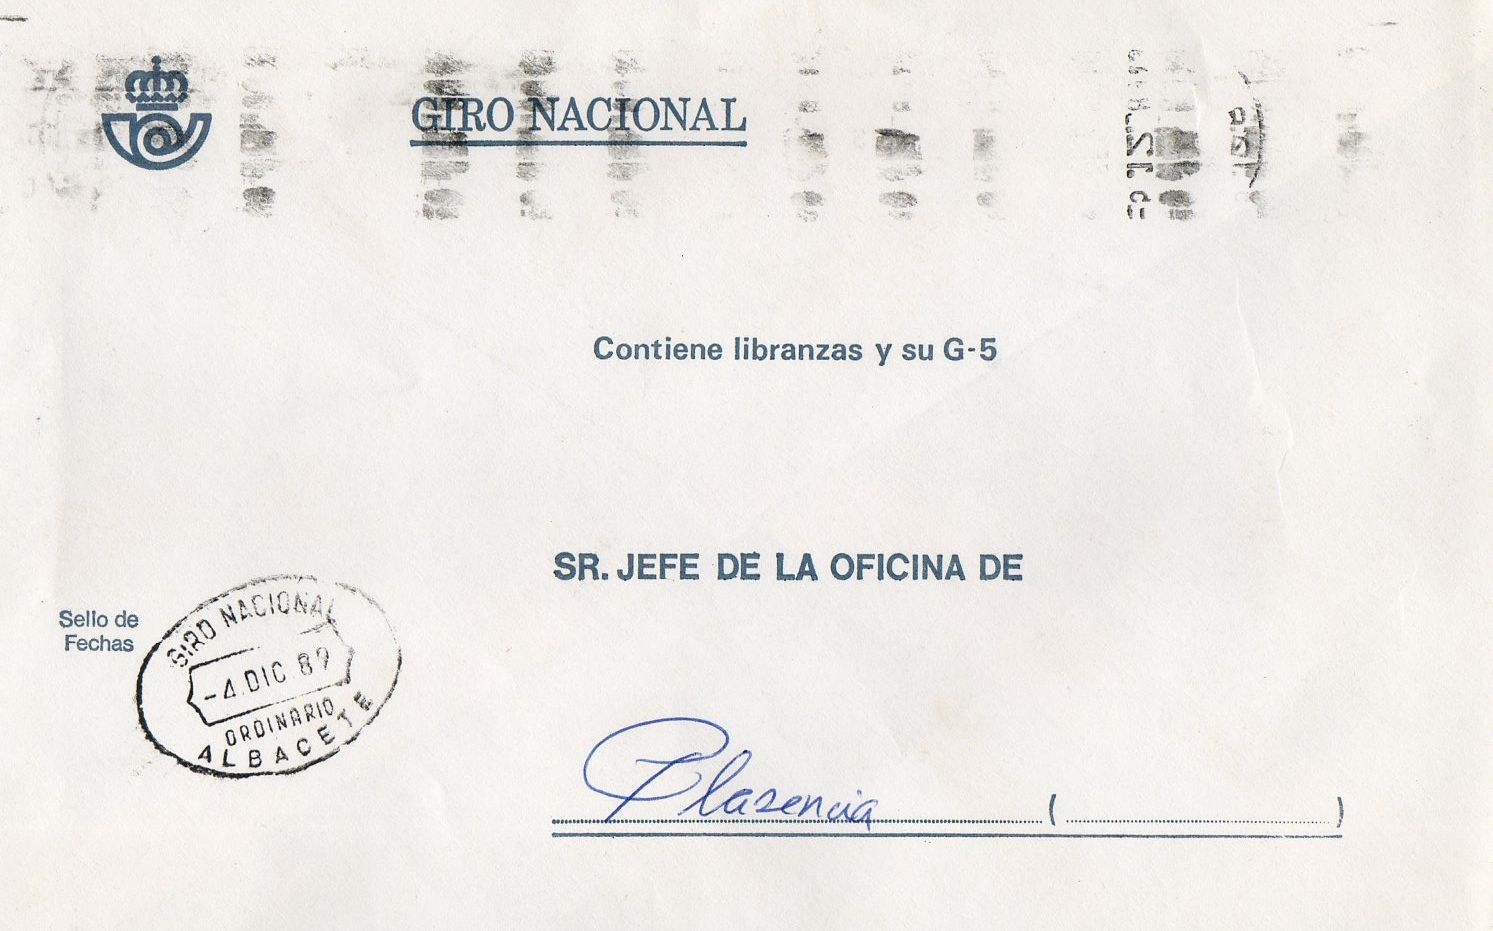 GIRO NACIONAL
Contiene libranzas y su G-5
SR. JEFE DE LA OFICINA DE
Sello de
Fechas
GIRO NACIONAL
-4.DIC.89
ORDINARIO
ALBACETE
Plasencia